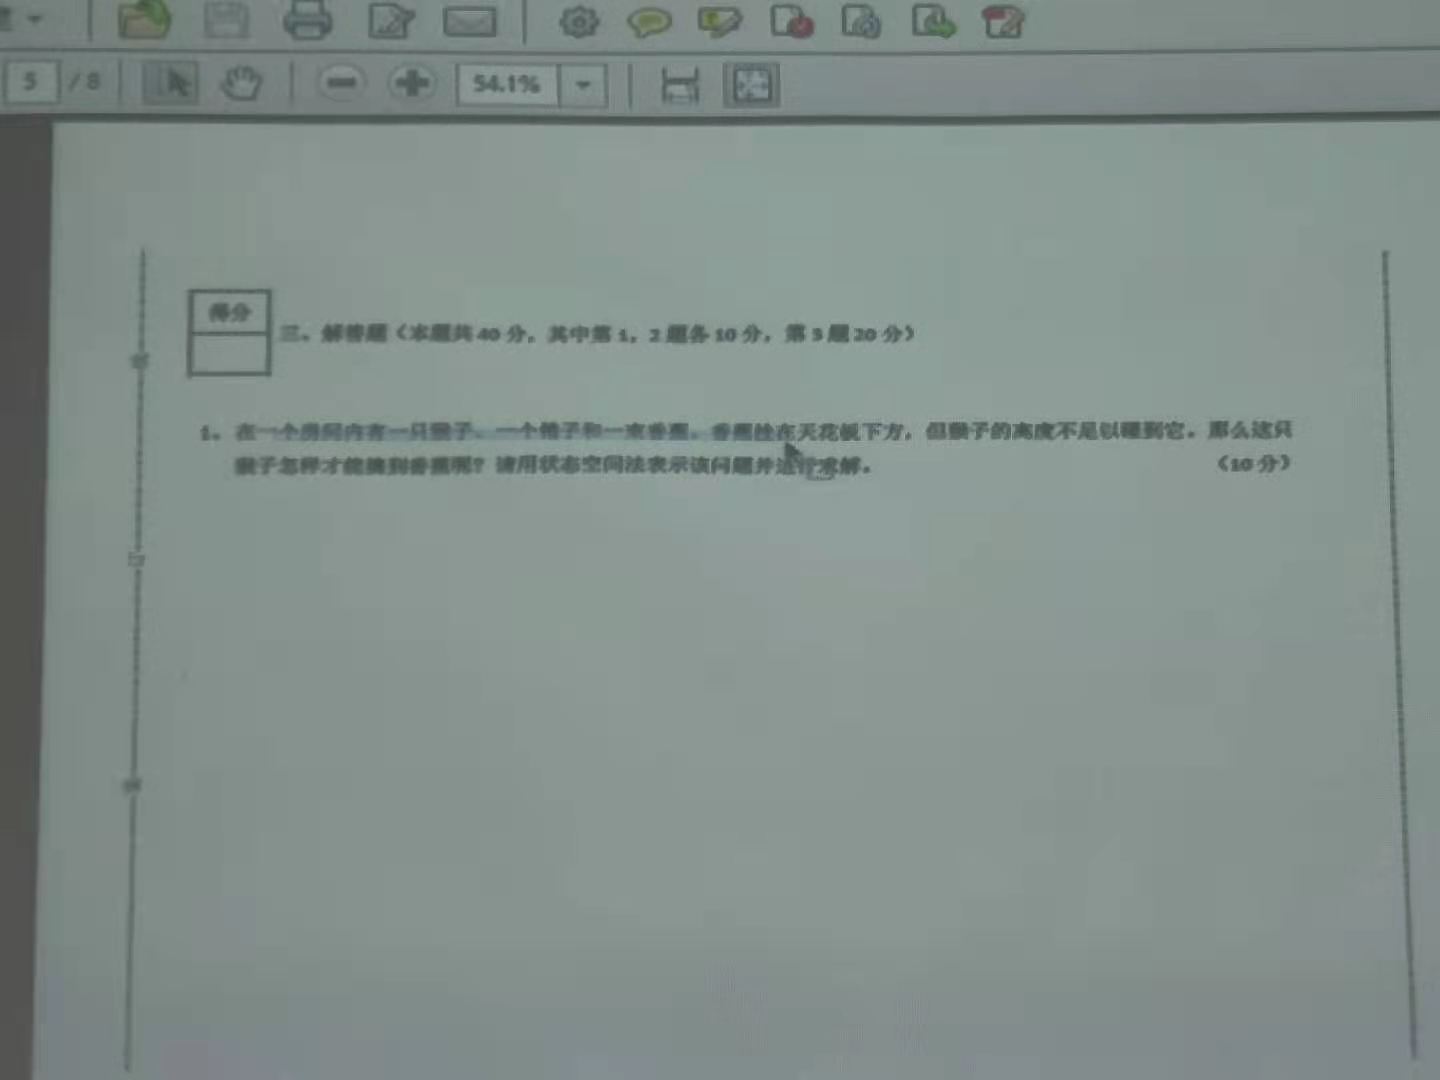 5 / 8
54.1%
得分
三、解答题（本题共 40 分，其中第 1，2 题各 10 分，第 3 题 20 分）
1、在一个房间内有一只猴子、一个箱子和一束香蕉。香蕉挂在天花板下方，但猴子的高度不足以碰到它。那么这只
猴子怎样才能摘到香蕉呢？请用状态空间法表示该问题并进行求解。 （10 分）